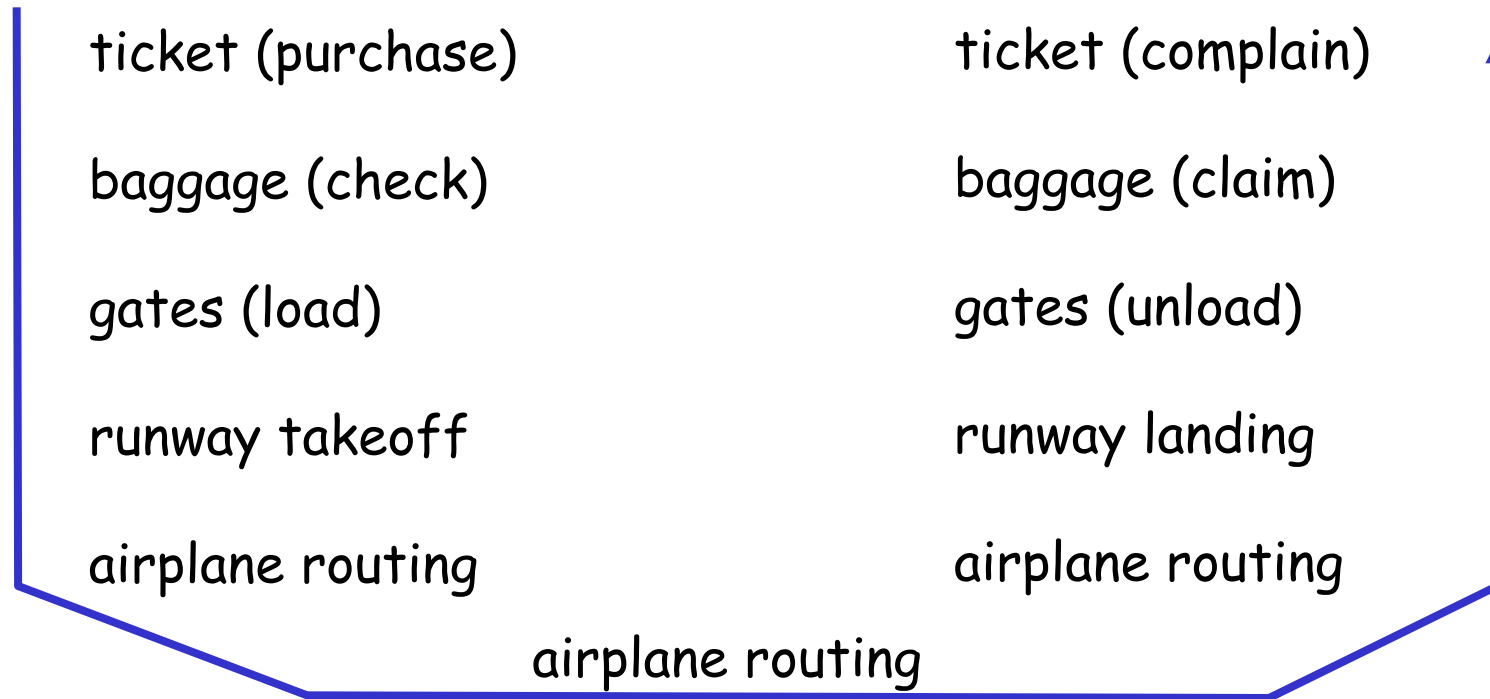 ticket (purchase)
baggage (check)
gates (load)
runway takeoff
airplane routing
ticket (complain)
baggage (claim)
gates (unload)
runway landing
airplane routing
airplane routing